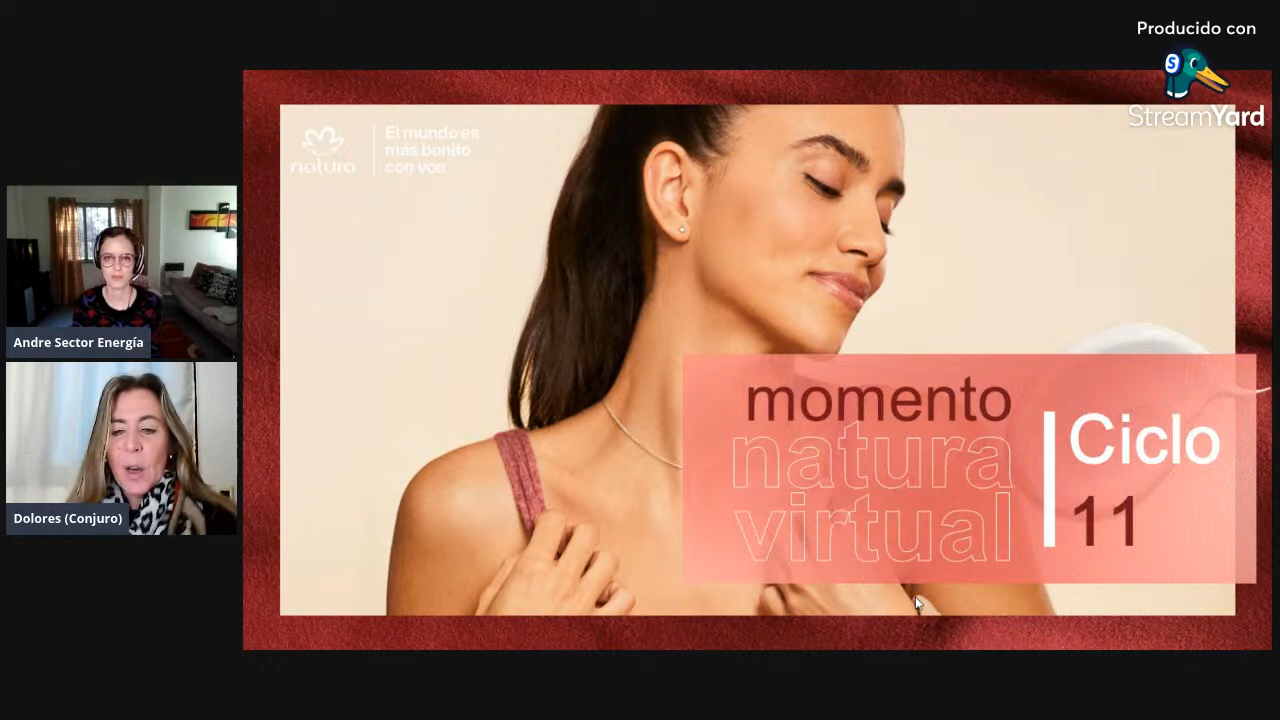 Producido con
StreamYard
natura
El mundo es
más bonito
con vos
momento
natura
virtual
Ciclo
11
Andre Sector Energía
Dolores (Conjuro)